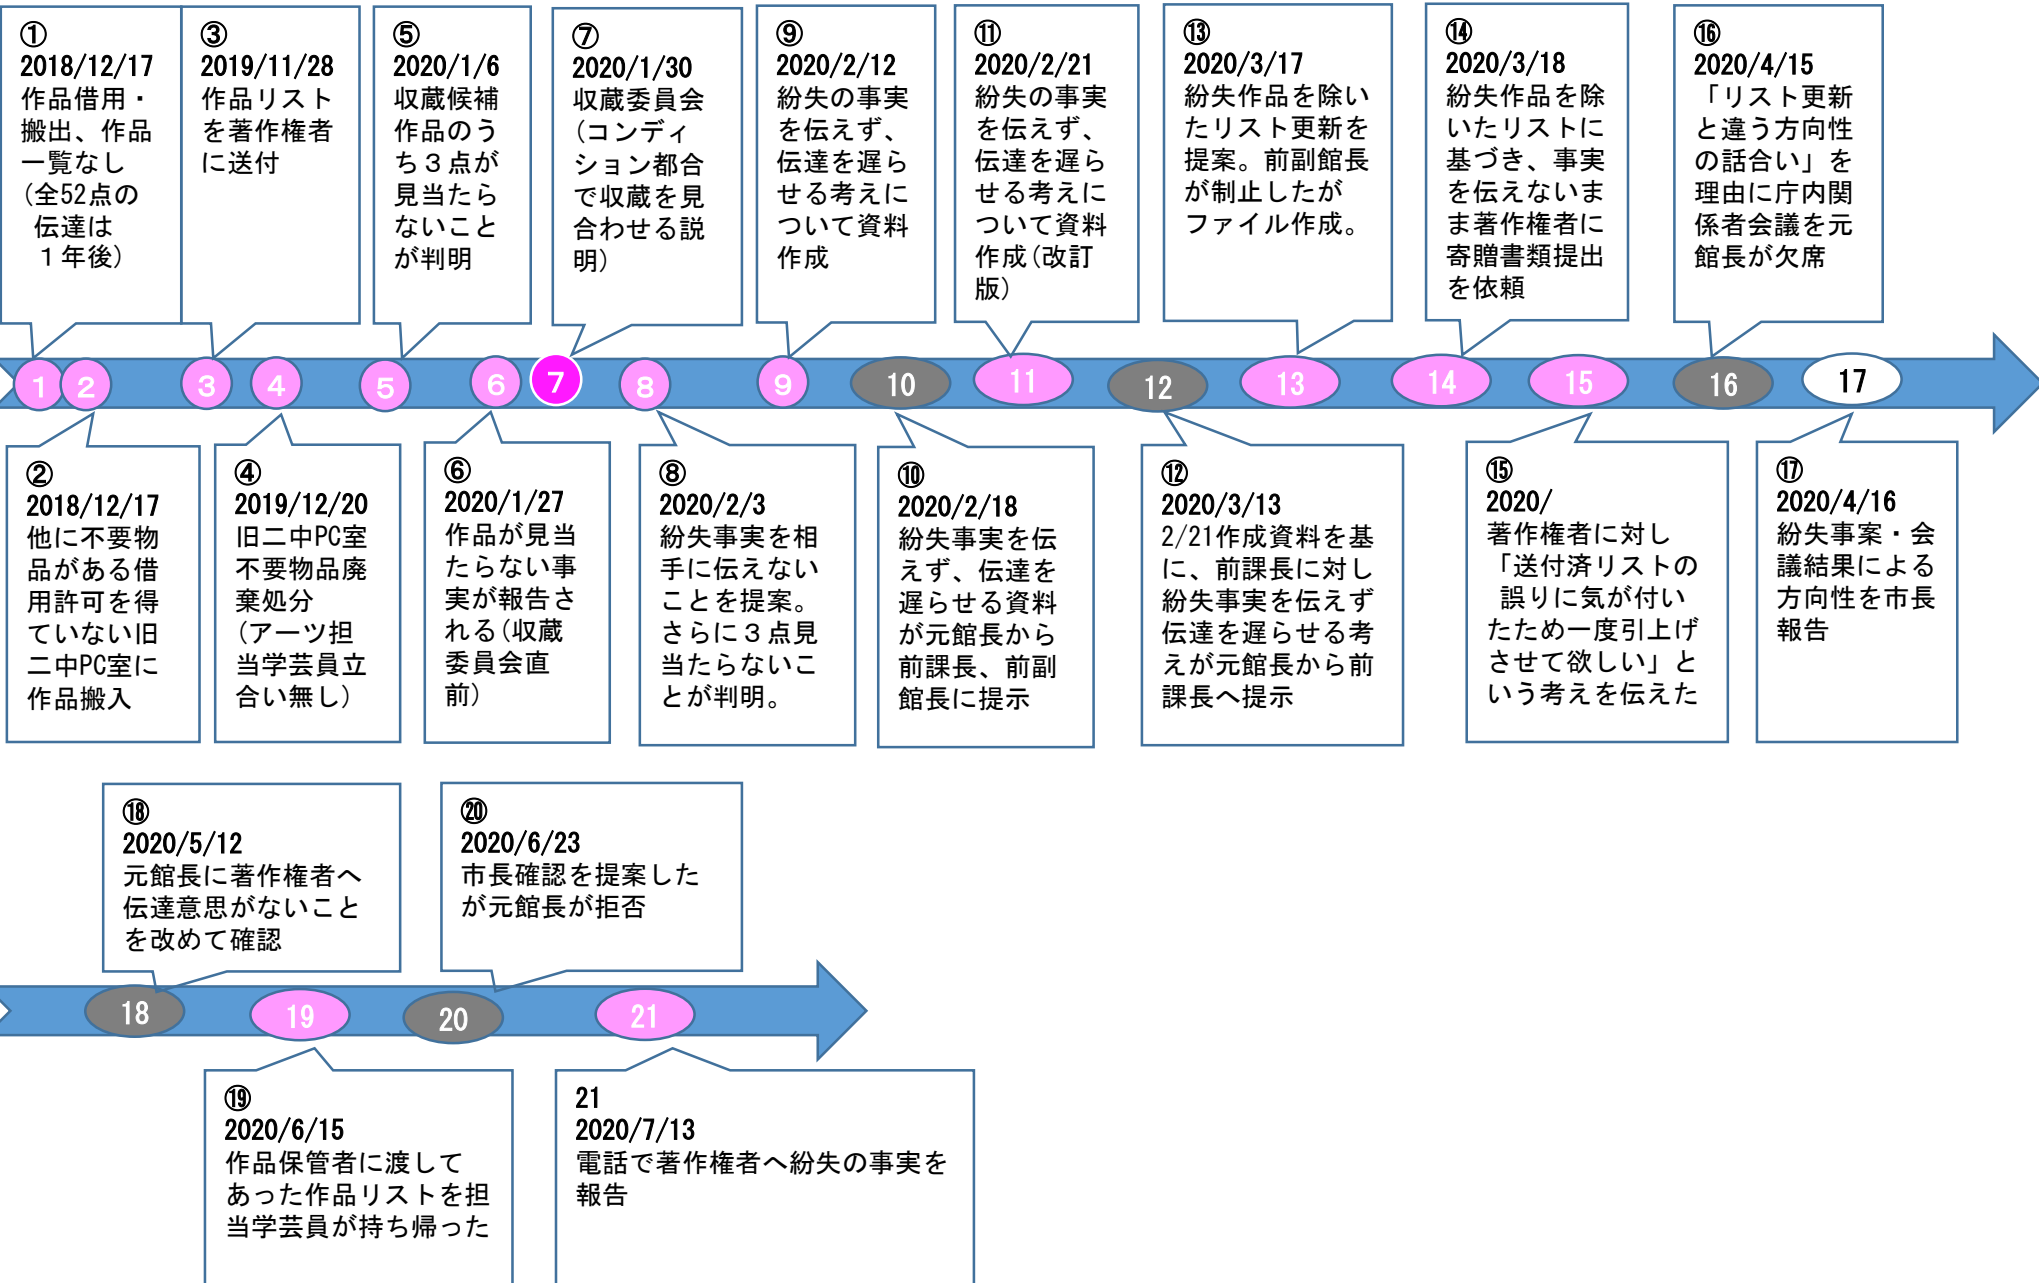 ①
2018/12/17
作品借用・
搬出、作品
一覧なし
(全52点の
伝達は
１年後)
③
2019/11/28
作品リスト
を著作権者
に送付
⑤
2020/1/6
収蔵候補
作品のう
ち３点が
見当たら
ないこと
が判明
⑦
2020/1/30
収蔵委員会
(コンディ
ション都合
で収蔵を見
合わせる説
明)
⑨
2020/2/12
紛失の事実
を伝えず、
伝達を遅ら
せる考えに
ついて資料
作成
⑪
2020/2/21
紛失の事実
を伝えず、
伝達を遅ら
せる考えに
ついて資料
作成(改訂
版)
⑬
2020/3/17
紛失作品を除い
たリスト更新を
提案。前副館長
が制止したが
ファイル作成。
⑭
2020/3/18
紛失作品を除
いたリストに
基づき、事実
を伝えないま
ま著作権者に
寄贈書類提出
を依頼
⑯
2020/4/15
「リスト更新
と違う方向性
の話合い」を
理由に庁内関
係者会議を元
館長が欠席
1
2
3
4
5
6
7
8
9
10
11
12
13
14
15
16
17
②
2018/12/17
他に不要物
品がある借
用許可を得
ていない旧
二中PC室に
作品搬入
④
2019/12/20
旧二中PC室
不要物品廃
棄処分
(アーツ担
当学芸員立
合い無し)
⑥
2020/1/27
作品が見当
たらない事
実が報告さ
れる(収蔵
委員会直
前)
⑧
2020/2/3
紛失事実を相
手に伝えない
ことを提案。
さらに３点見
当たらないこ
とが判明。
⑩
2020/2/18
紛失事実を伝
えず、伝達を
遅らせる資料
が元館長から
前課長、前副
館長に提示
⑫
2020/3/13
2/21作成資料を基
に、前課長に対し
紛失事実を伝えず
伝達を遅らせる考
えが元館長から前
課長へ提示
⑮
2020/
著作権者に対し
「送付済リストの
誤りに気が付い
たため一度引上げ
させて欲しい」と
いう考えを伝えた
⑰
2020/4/16
紛失事案・会
議結果による
方向性を市長
報告
⑱
2020/5/12
元館長に著作権者へ
伝達意思がないこと
を改めて確認
⑳
2020/6/23
市長確認を提案した
が元館長が拒否
18
19
20
21
⑲
2020/6/15
作品保管者に渡して
あった作品リストを担
当学芸員が持ち帰った
21
2020/7/13
電話で著作権者へ紛失の事実を
報告